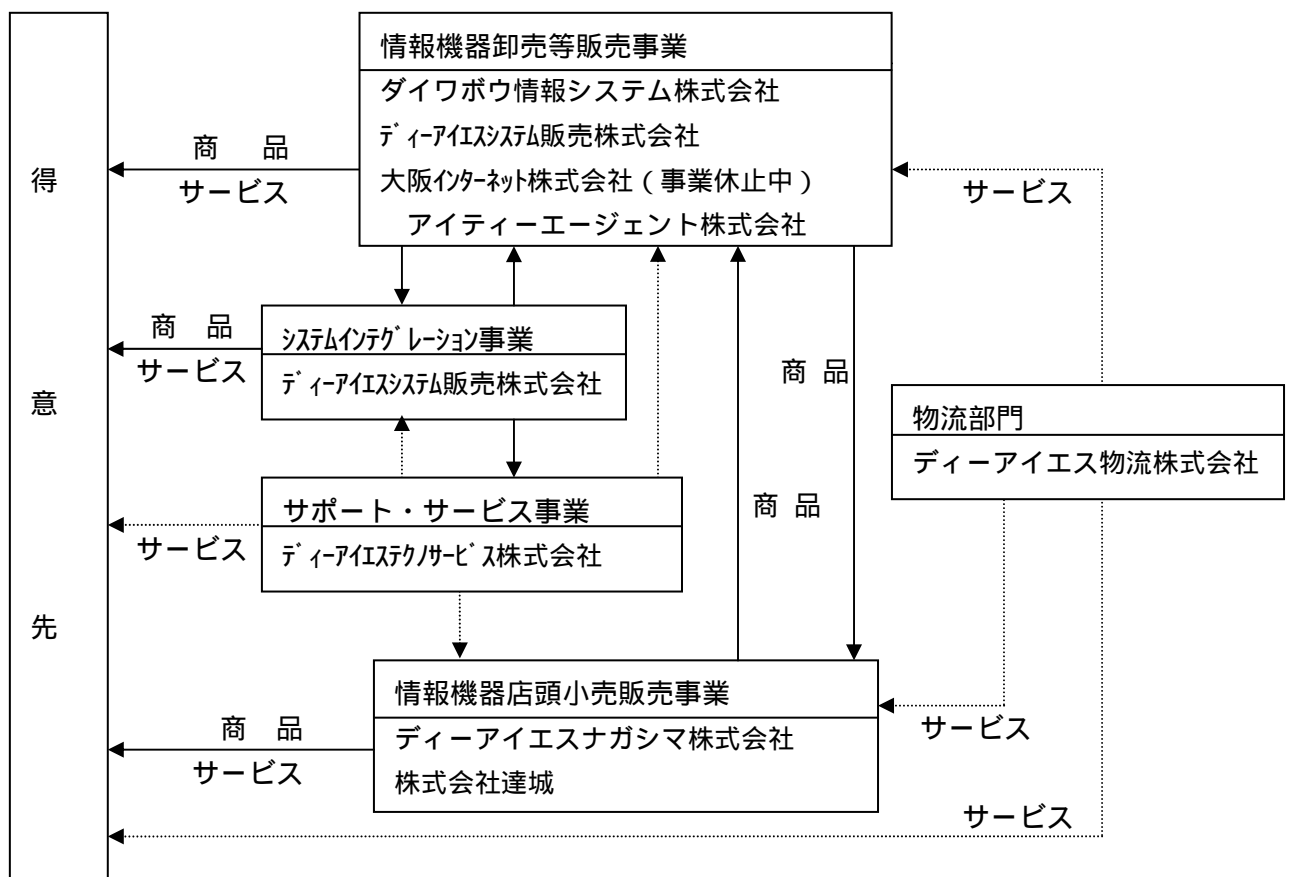 得意先
情報機器卸売等販売事業
ダイワボウ情報システム株式会社
ﾃﾞｨｰｱｲｴｽｼｽﾃﾑ販売株式会社
大阪ｲﾝﾀｰﾈｯﾄ株式会社(事業休止中)
アイティーエージェント株式会社
商 品
サービス
サービス
システムインテグレーション事業
ﾃﾞｨｰｱｲｴｽｼｽﾃﾑ販売株式会社
商 品
サービス
商 品
物流部門
ディーアイエス物流株式会社
サポート・サービス事業
ﾃﾞｨｰｱｲｴｽﾃｸﾉｻｰﾋﾞｽ株式会社
サービス
商 品
情報機器店頭小売販売事業
ディーアイエスナガシマ株式会社
株式会社達城
商 品
サービス
サービス
サービス